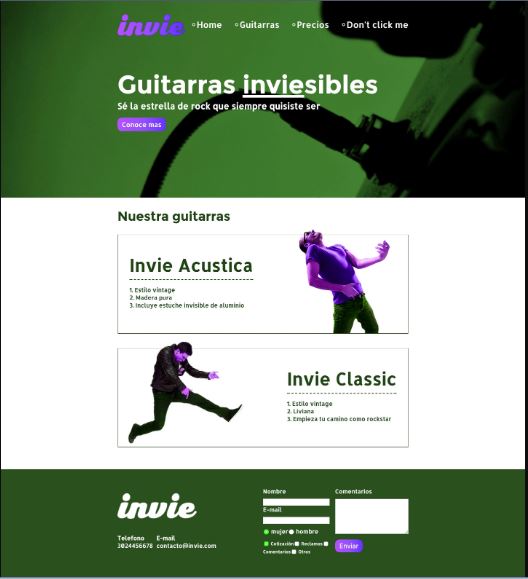 invie
Home
Guitarras
Precios
Don't click me
Guitarras inviesibles
Sé la estrella de rock que siempre quisiste ser
Conoce mas
Nuestra guitarras
Invie Acustica
1. Estilo vintage
2. Madera pura
3. Incluye estuche invisible de aluminio
Invie Classic
1. Estilo vintage
2. Liviana
3. Empieza tu camino como rockstar
invie
Telefono
3024456678
E-mail
contacto@invie.com
Nombre
E-mail
mujer hombre
Cotización Reclamos
Comentarios Otros
Comentarios
Enviar